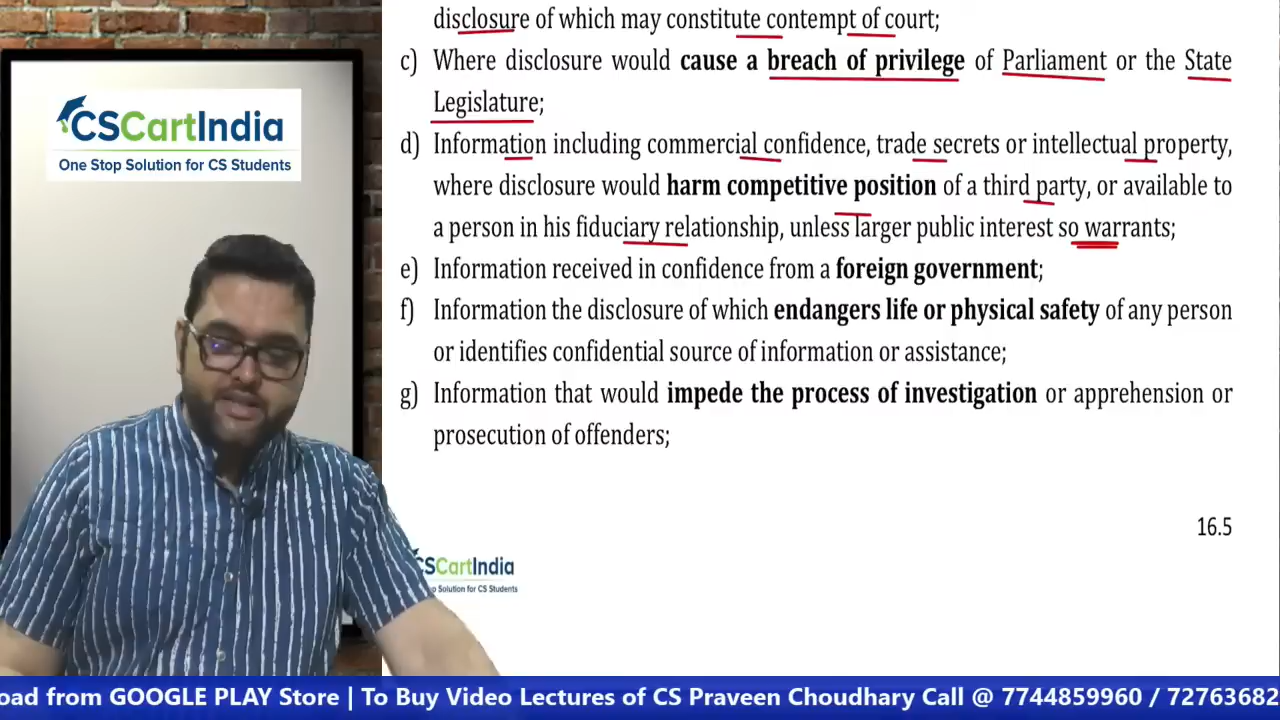 disclosure of which may constitute contempt of court;
c) Where disclosure would cause a breach of privilege of Parliament or the State
Legislature;
d) Information including commercial confidence, trade secrets or intellectual property,
where disclosure would harm competitive position of a third party, or available to
a person in his fiduciary relationship, unless larger public interest so warrants;
e) Information received in confidence from a foreign government;
f) Information the disclosure of which endangers life or physical safety of any person
or identifies confidential source of information or assistance;
g) Information that would impede the process of investigation or apprehension or
prosecution of offenders;
16.5
CSCartIndia
One Stop Solution for CS Students
CSCartIndia
Solution for CS Students
oad from GOOGLE PLAY Store | To Buy Video Lectures of CS Praveen Choudhary Call @ 7744859960 / 72763682